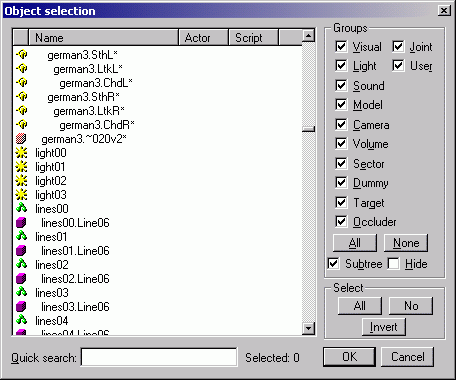 Object selection
Name Actor Script
german3.SthL*
german3.LtkL*
german3.ChdL*
german3.SthR*
german3.LtkR*
german3.ChdR*
german3.~020v2*
light00
light01
light02
light03
lines00
lines00.Line06
lines01
lines01.Line06
lines02
lines02.Line06
lines03
lines03.Line06
lines04
lines04.Line06
Quick search:
Selected: 0
Groups
Visual
Joint
Light
User
Sound
Model
Camera
Volume
Sector
Dummy
Target
Occluder
All
None
Subtree
Hide
Select
All
No
Invert
OK
Cancel